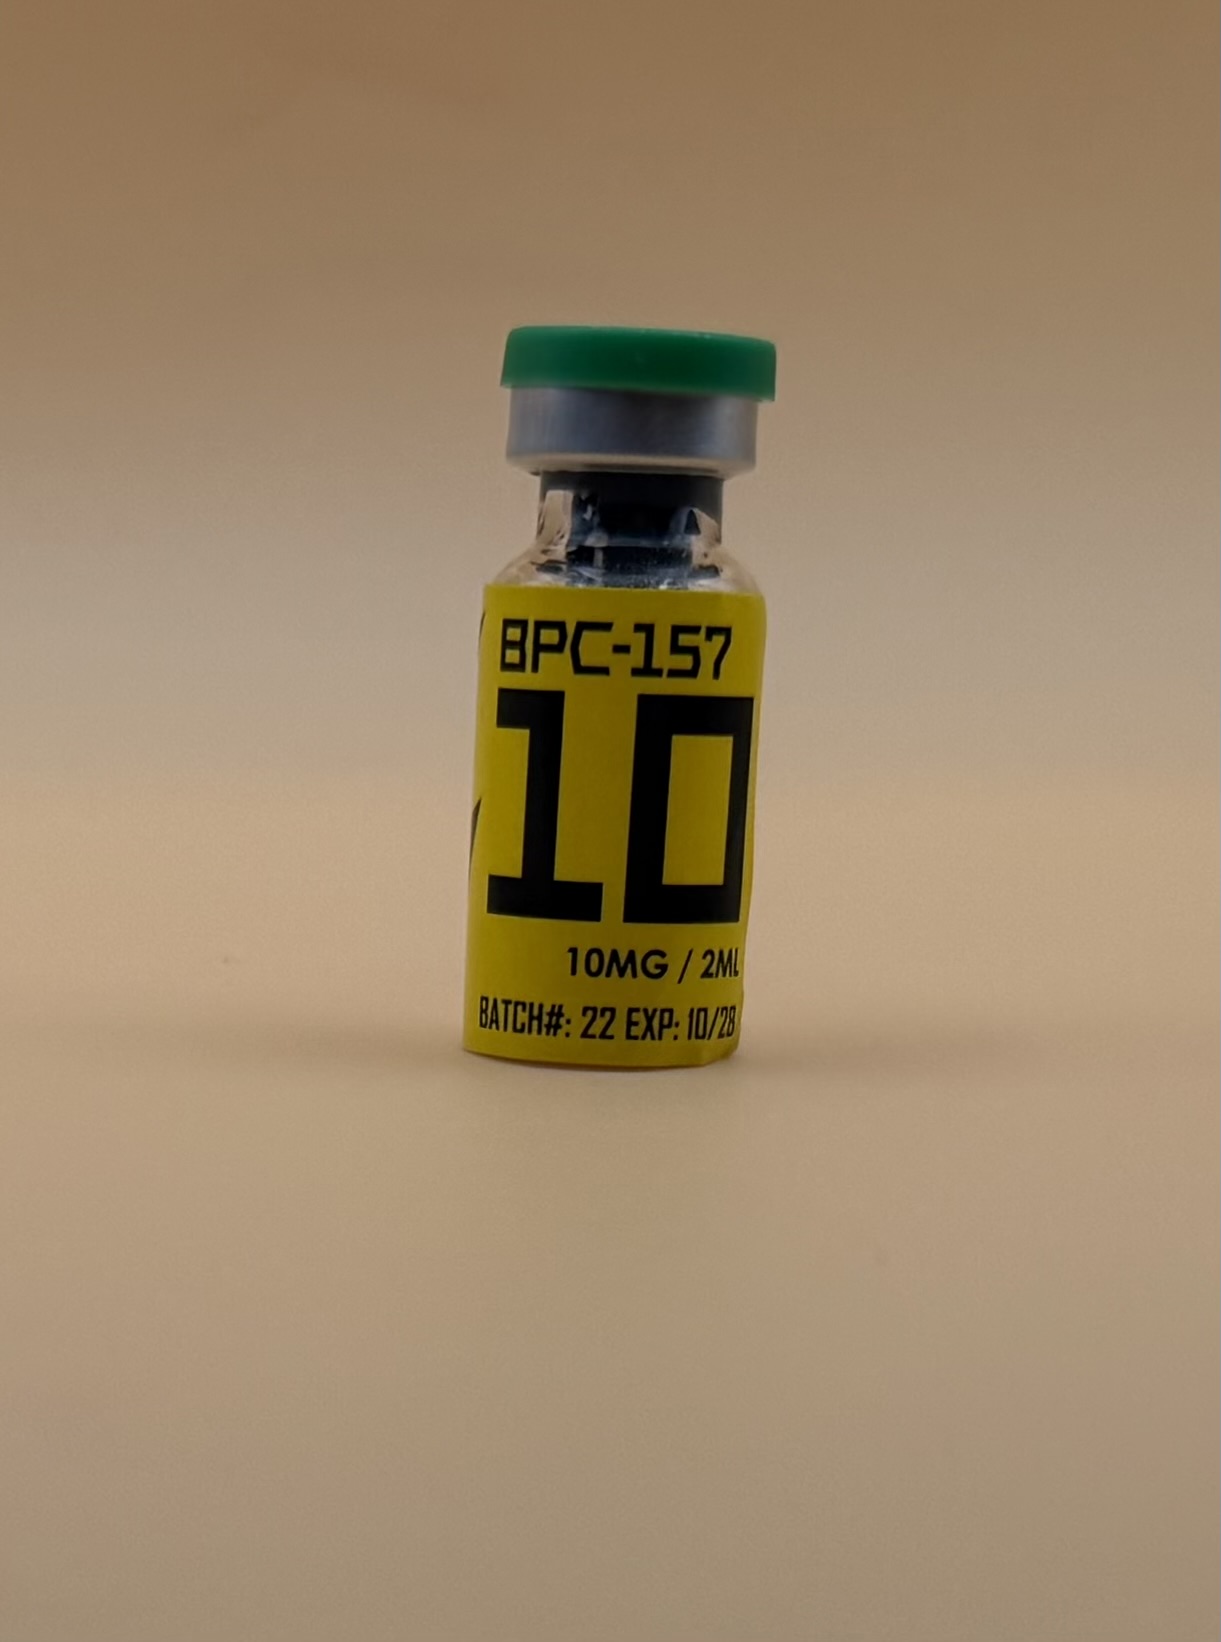 BPC-157
10
10MG / 2ML
BATCH#: 22 EXP: 10/28